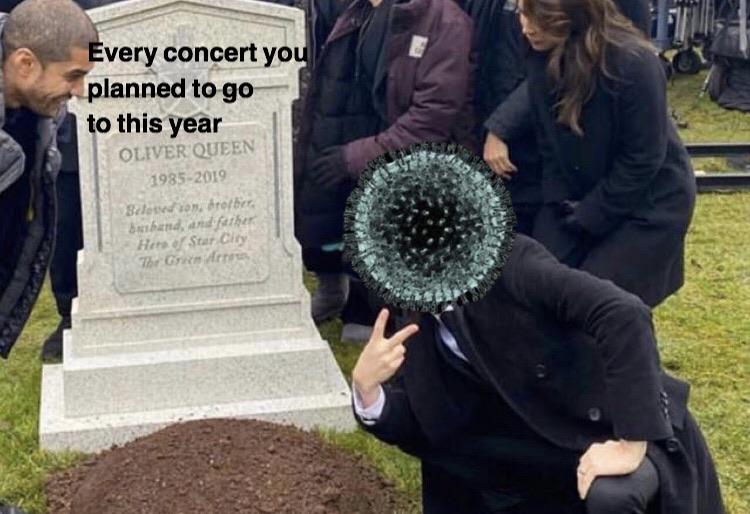 Every concert you
planned to go
to this year
OLIVER QUEEN
1985-2019
Beloved son, brother,
husband, and father
Hero of Star City
The Green Arrow